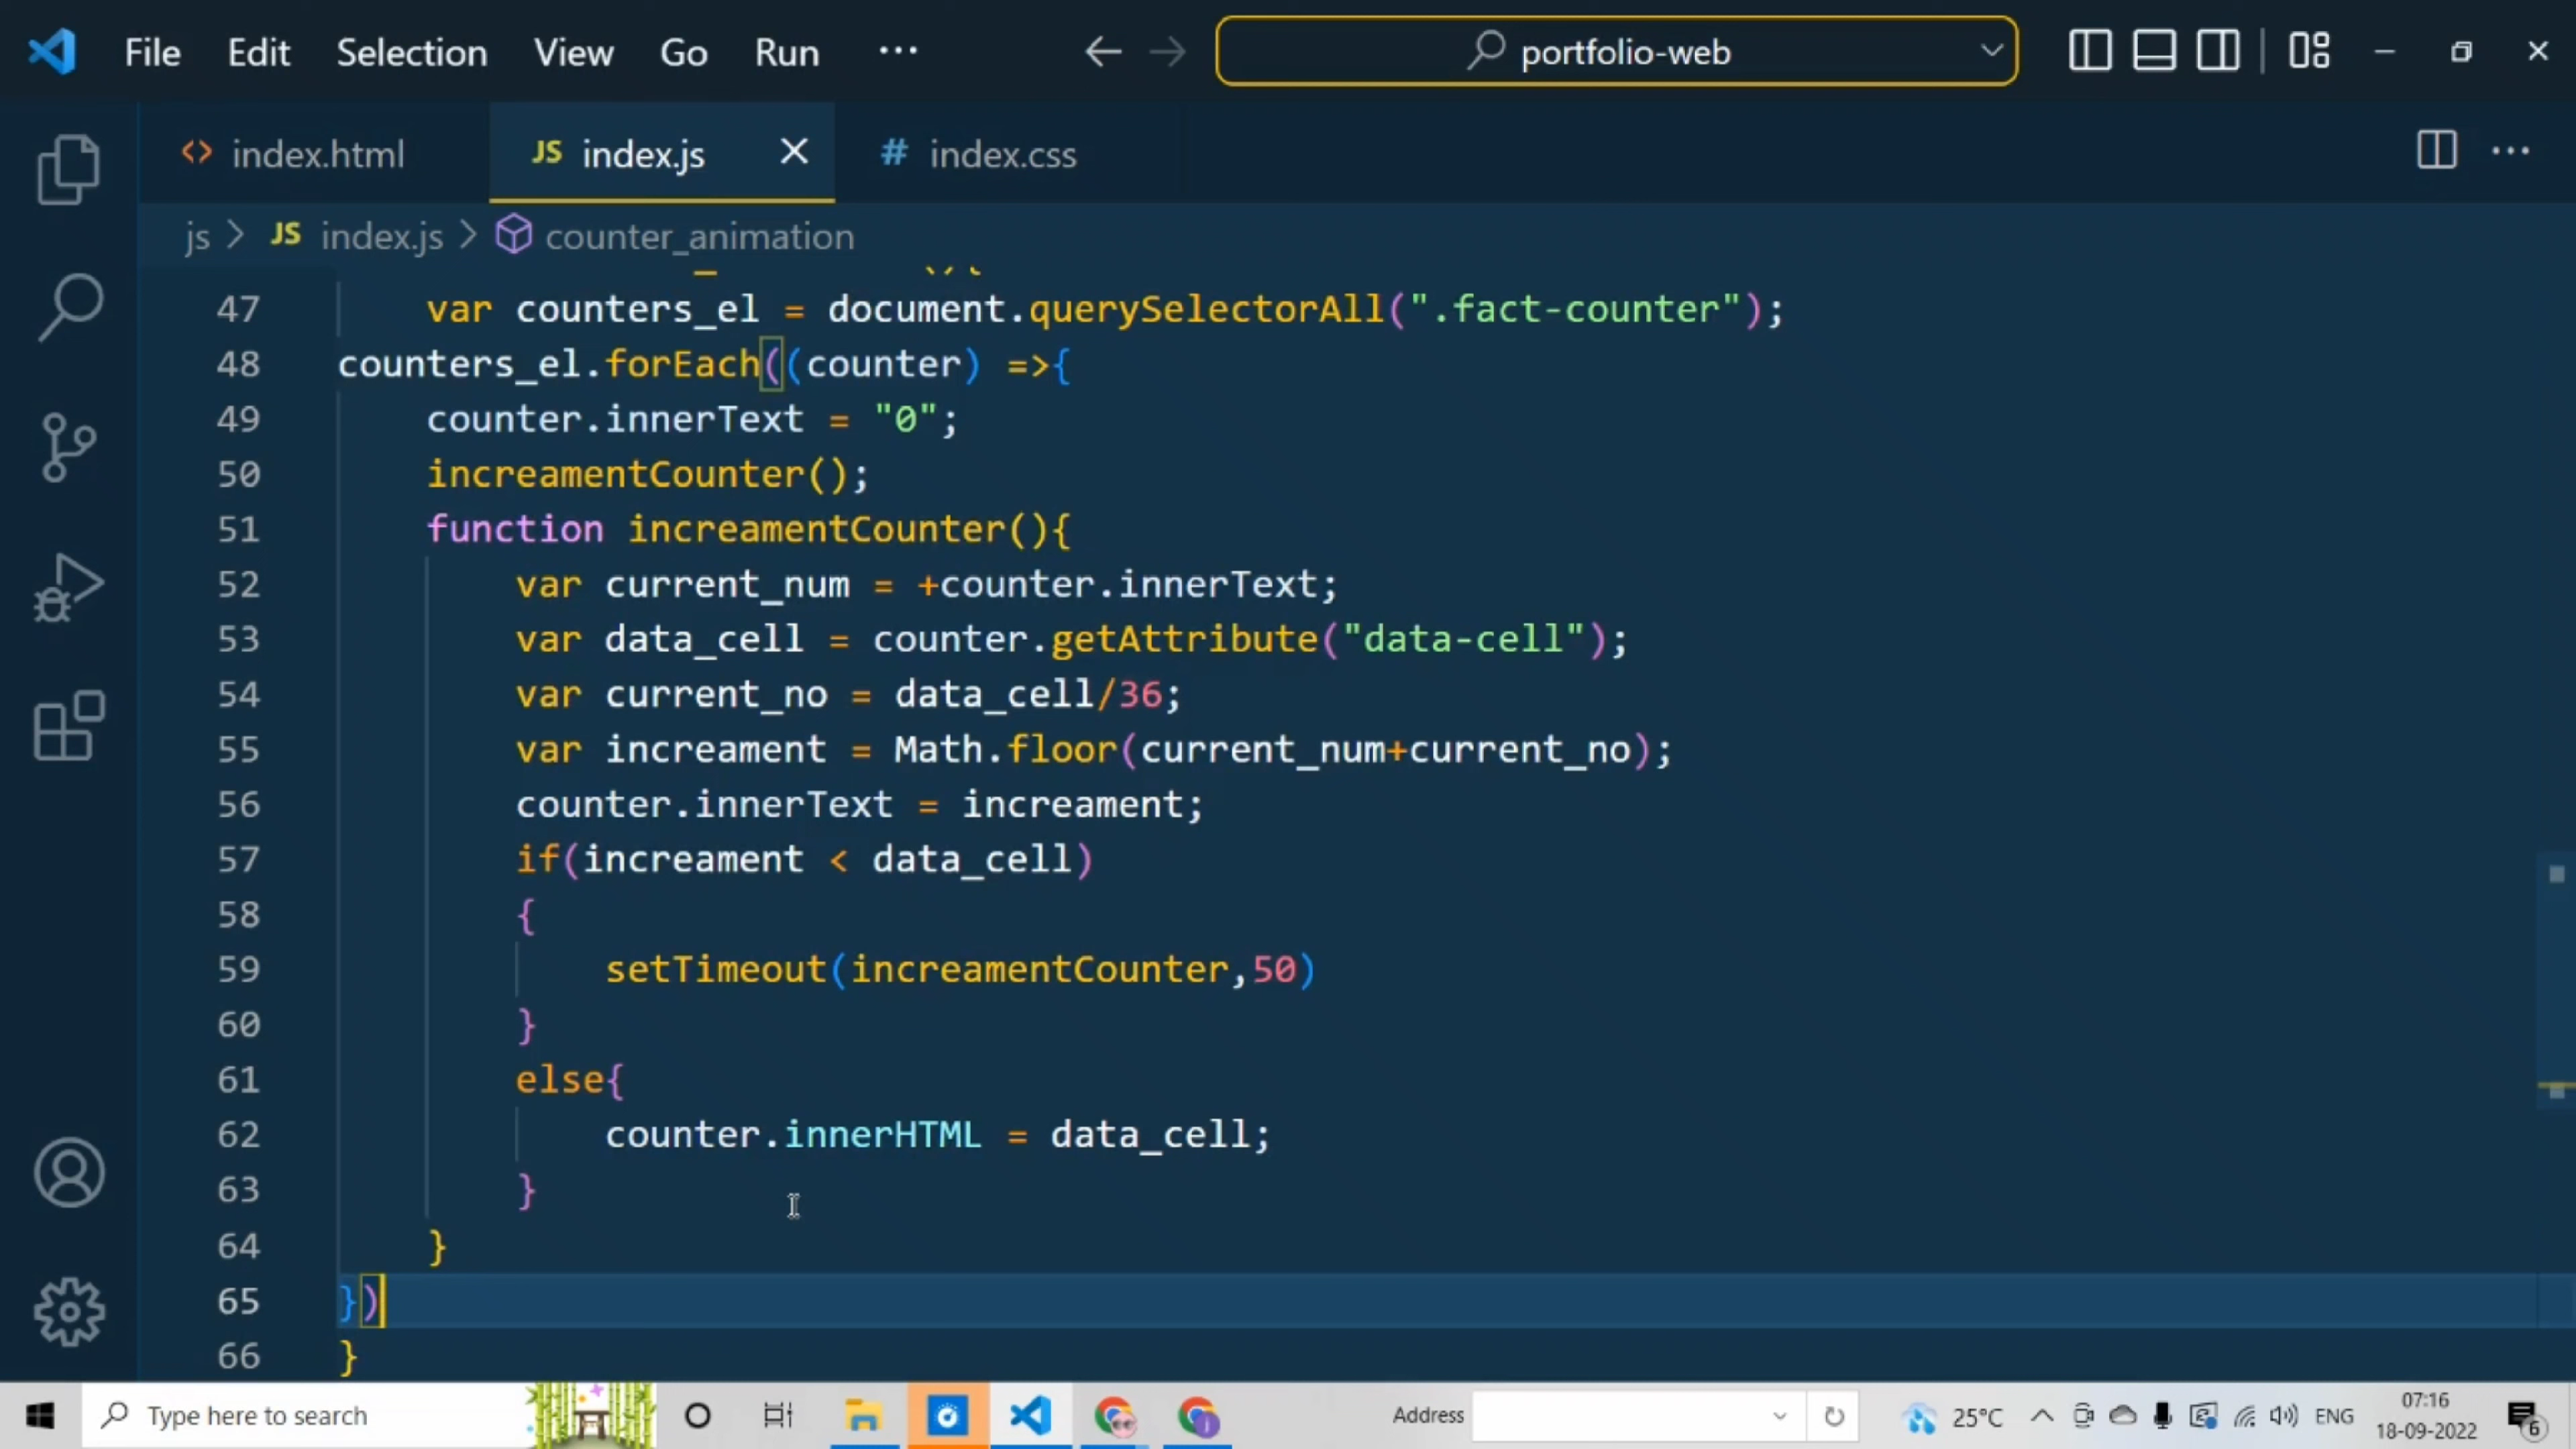 File Edit Selection View Go Run ··· portfolio-web
index.html JS index.js # index.css
js > JS index.js > counter_animation
47 var counters_el = document.querySelectorAll(".fact-counter");
48 counters_el.forEach((counter) =>{
49 counter.innerText = "0";
50 increamentCounter();
51 function increamentCounter(){
52 var current_num = +counter.innerText;
53 var data_cell = counter.getAttribute("data-cell");
54 var current_no = data_cell/36;
55 var increament = Math.floor(current_num+current_no);
56 counter.innerText = increament;
57 if(increament < data_cell)
58 {
59 setTimeout(increamentCounter,50)
60 }
61 else{
62 counter.innerHTML = data_cell;
63 }
64 }
65 })
66 }
Type here to search Address 25°C ENG 07:16
18-09-2022 6